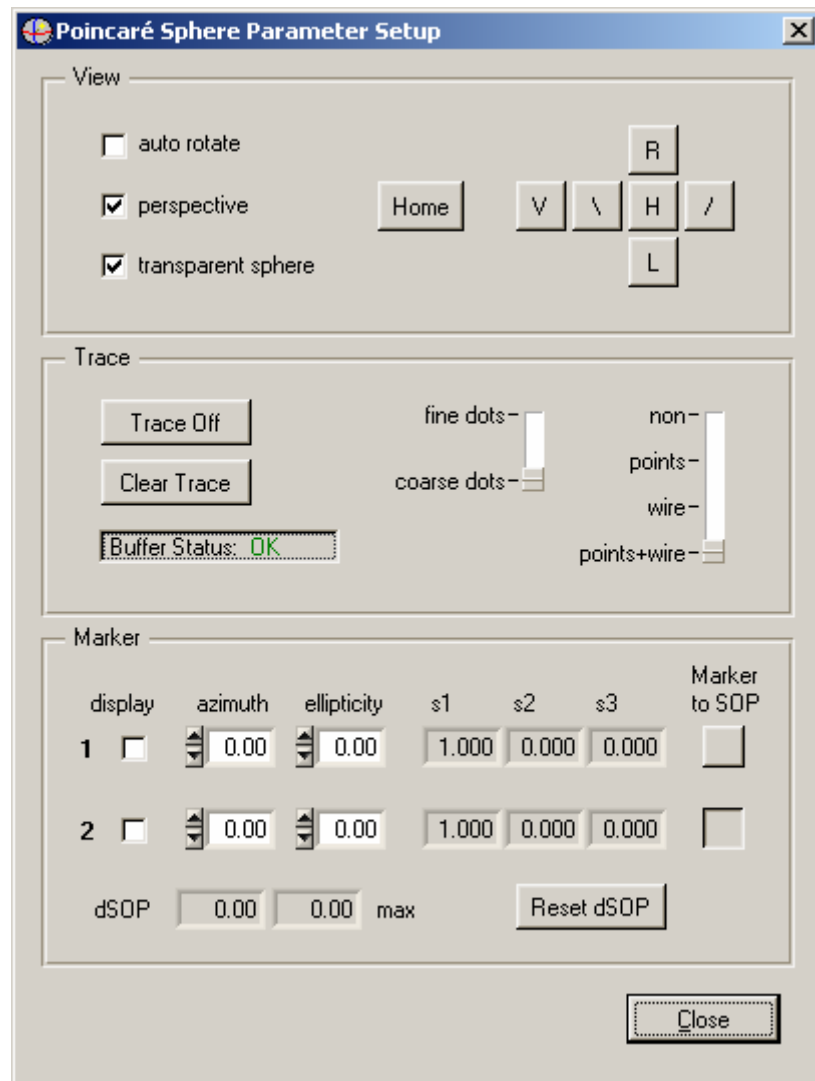 Poincaré Sphere Parameter Setup
View
auto rotate
R
perspective
Home
V \ H /
transparent sphere
L
Trace
Trace Off
fine dots
non
points
Clear Trace
coarse dots
wire
Buffer Status: OK
points+wire
Marker
Marker
to SOP
display azimuth ellipticity s1 s2 s3
1 0.00 0.00 1.000 0.000 0.000
2 0.00 0.00 1.000 0.000 0.000
dSOP 0.00 0.00 max Reset dSOP
Close